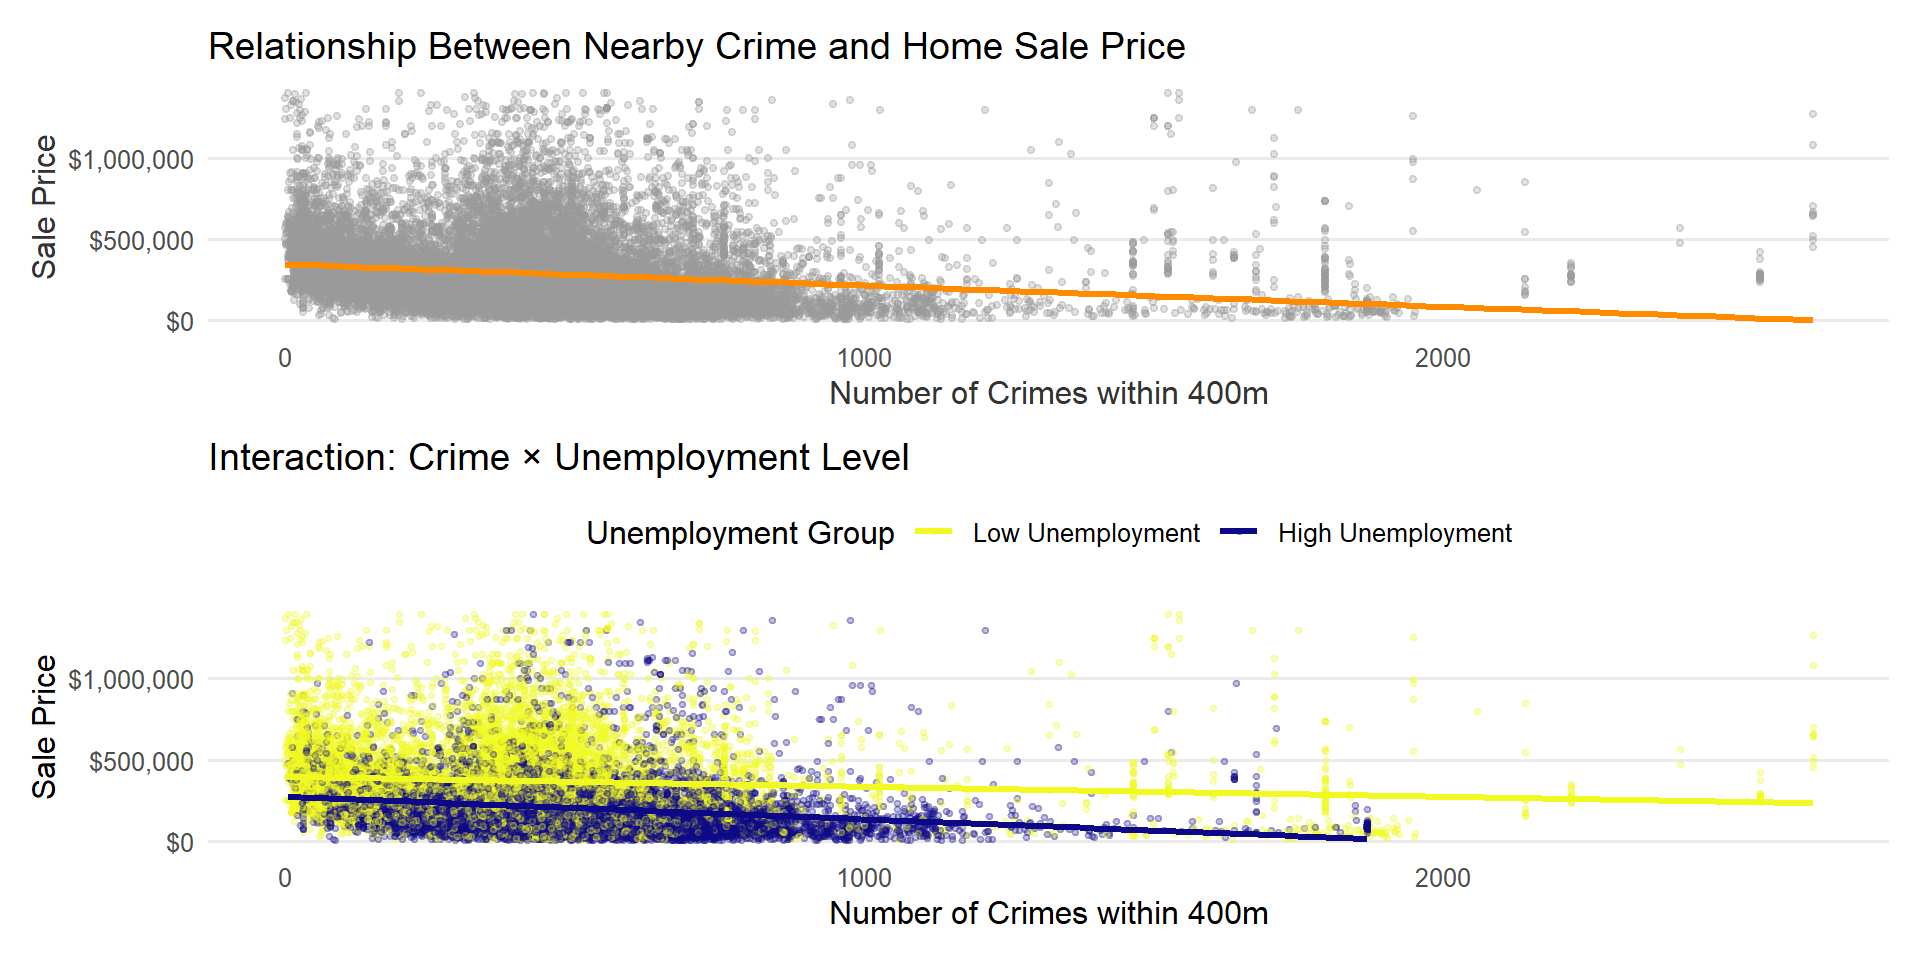 Relationship Between Nearby Crime and Home Sale Price
Sale Price
$1,000,000
$500,000
$0
0 1000 2000
Number of Crimes within 400m
Interaction: Crime × Unemployment Level
Unemployment Group Low Unemployment High Unemployment
Sale Price
$1,000,000
$500,000
$0
0 1000 2000
Number of Crimes within 400m